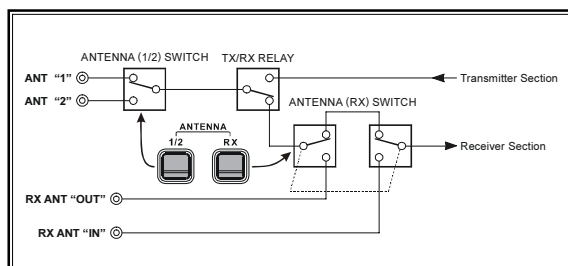 ANTENNA (1/2) SWITCH TX/RX RELAY
ANT “1”
Transmitter Section
ANT “2”
ANTENNA (RX) SWITCH
ANTENNA
1/2 RX
Receiver Section
RX ANT “OUT”
RX ANT “IN”